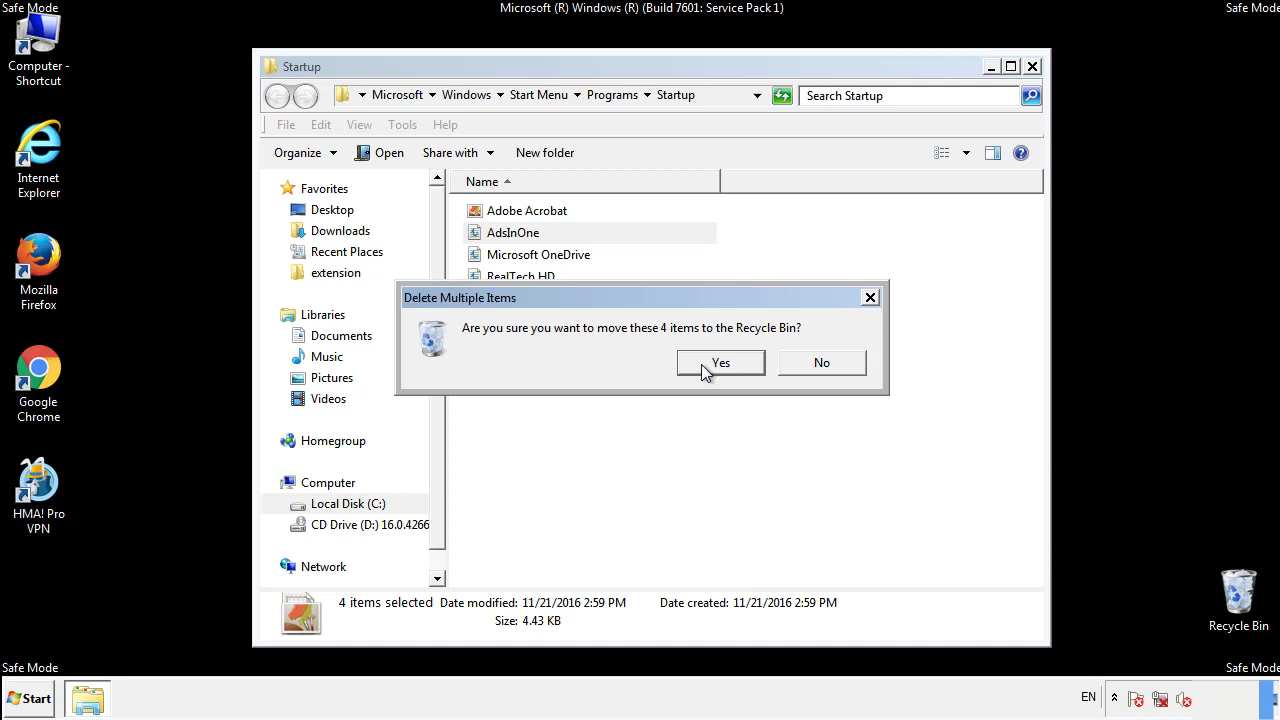 Safe Mode
Microsoft (R) Windows (R) (Build 7601: Service Pack 1)
Safe Mode
Computer - Shortcut
Internet Explorer
Mozilla Firefox
Google Chrome
HMA! Pro VPN
Startup
Microsoft
Windows
Start Menu
Programs
Startup
Search Startup
File
Edit
View
Tools
Help
Organize
Open
Share with
New folder
Favorites
Desktop
Downloads
Recent Places
extension
Libraries
Documents
Music
Pictures
Videos
Homegroup
Computer
Local Disk (C:)
CD Drive (D:) 16.0.4266
Network
Name
Adobe Acrobat
AdsInOne
Microsoft OneDrive
RealTech HD
Delete Multiple Items
Are you sure you want to move these 4 items to the Recycle Bin?
Yes
No
4 items selected
Date modified: 11/21/2016 2:59 PM
Date created: 11/21/2016 2:59 PM
Size: 4.43 KB
Recycle Bin
Safe Mode
Safe Mode
Start
EN